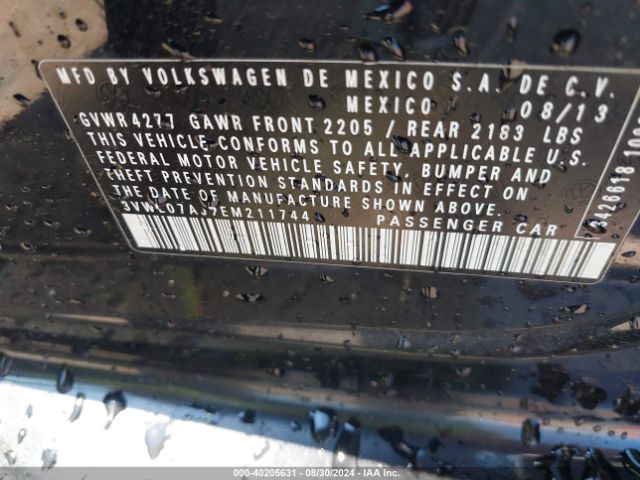 MFD BY VOLKSWAGEN DE MEXICO S.A. DE C.V.
MEXICO 08/13
GVWR 4277 GAWR FRONT 2205 / REAR 2183 LBS
THIS VEHICLE CONFORMS TO ALL APPLICABLE U.S.
FEDERAL MOTOR VEHICLE SAFETY, BUMPER AND
THEFT PREVENTION STANDARDS IN EFFECT ON
THE DATE OF MANUFACTURE SHOWN ABOVE.
3VWL07AJ7EM211744 PASSENGER CAR
000-40205631 - 08/30/2024 - IAA Inc.